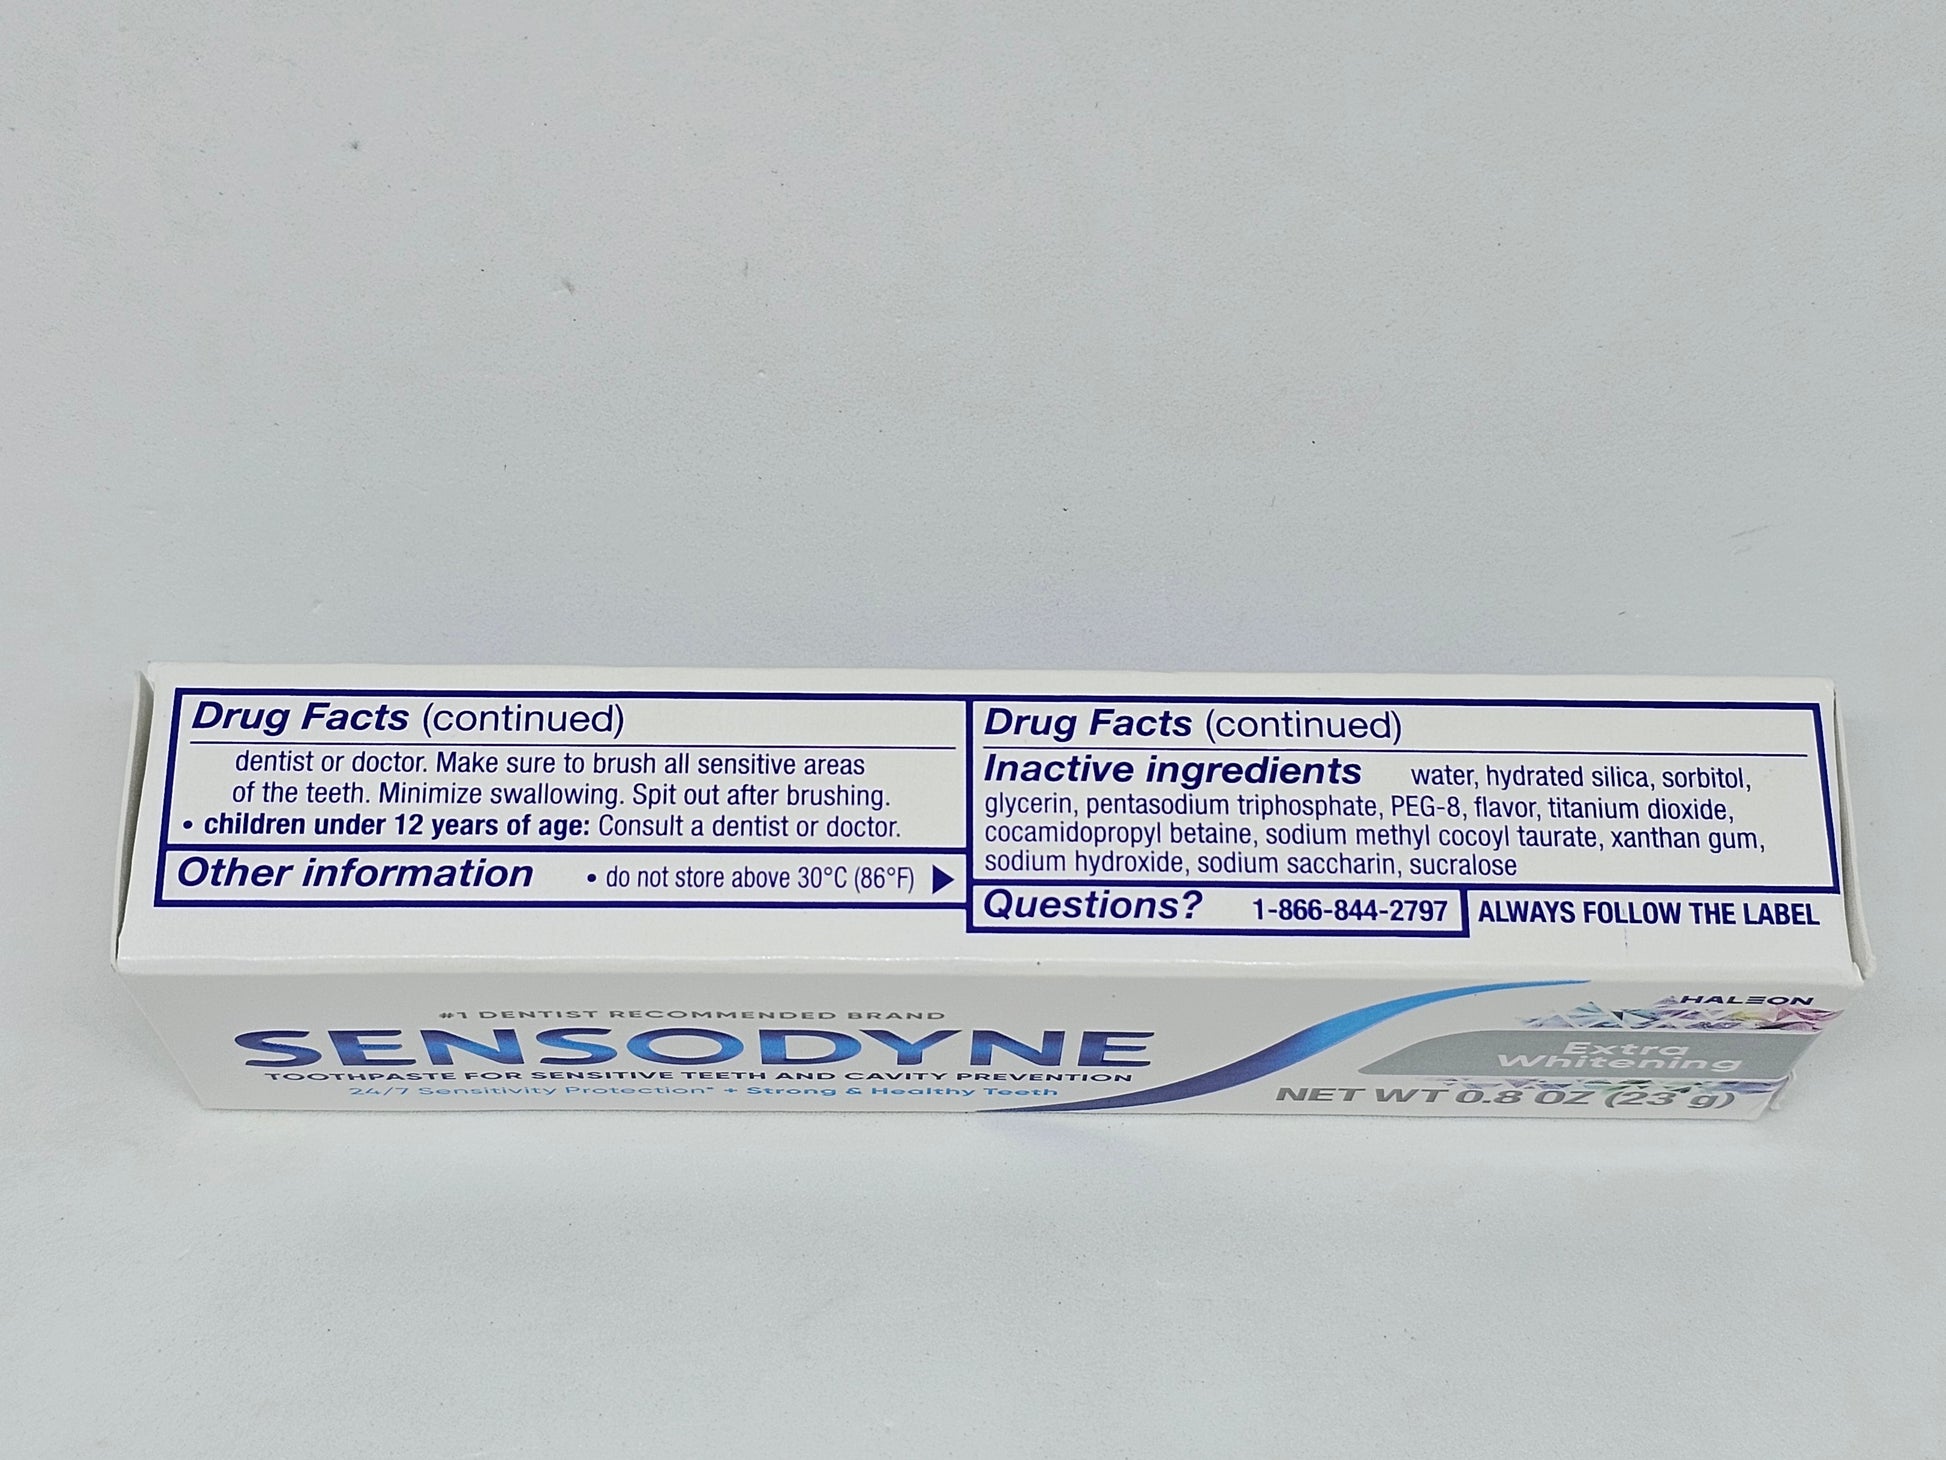 Drug Facts (continued)
dentist or doctor. Make sure to brush all sensitive areas
of the teeth. Minimize swallowing. Spit out after brushing.
• children under 12 years of age: Consult a dentist or doctor.
Other information • do not store above 30°C (86°F) ▶
Drug Facts (continued)
Inactive ingredients water, hydrated silica, sorbitol,
glycerin, pentasodium triphosphate, PEG-8, flavor, titanium dioxide,
cocamidopropyl betaine, sodium methyl cocoyl taurate, xanthan gum,
sodium hydroxide, sodium saccharin, sucralose
Questions? 1-866-844-2797
ALWAYS FOLLOW THE LABEL
#1 DENTIST RECOMMENDED BRAND
SENSODYNE
TOOTHPASTE FOR SENSITIVE TEETH AND CAVITY PREVENTION
24/7 Sensitivity Protection* + Strong & Healthy Teeth
HALEON
Extra
Whitening
NET WT 0.8 OZ (23 g)